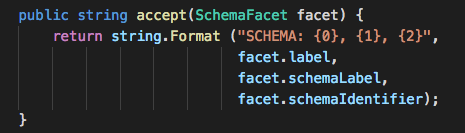 public string accept(SchemaFacet facet) {
    return string.Format ("SCHEMA: {0}, {1}, {2}",
                          facet.label,
                          facet.schemaLabel,
                          facet.schemaIdentifier);
}